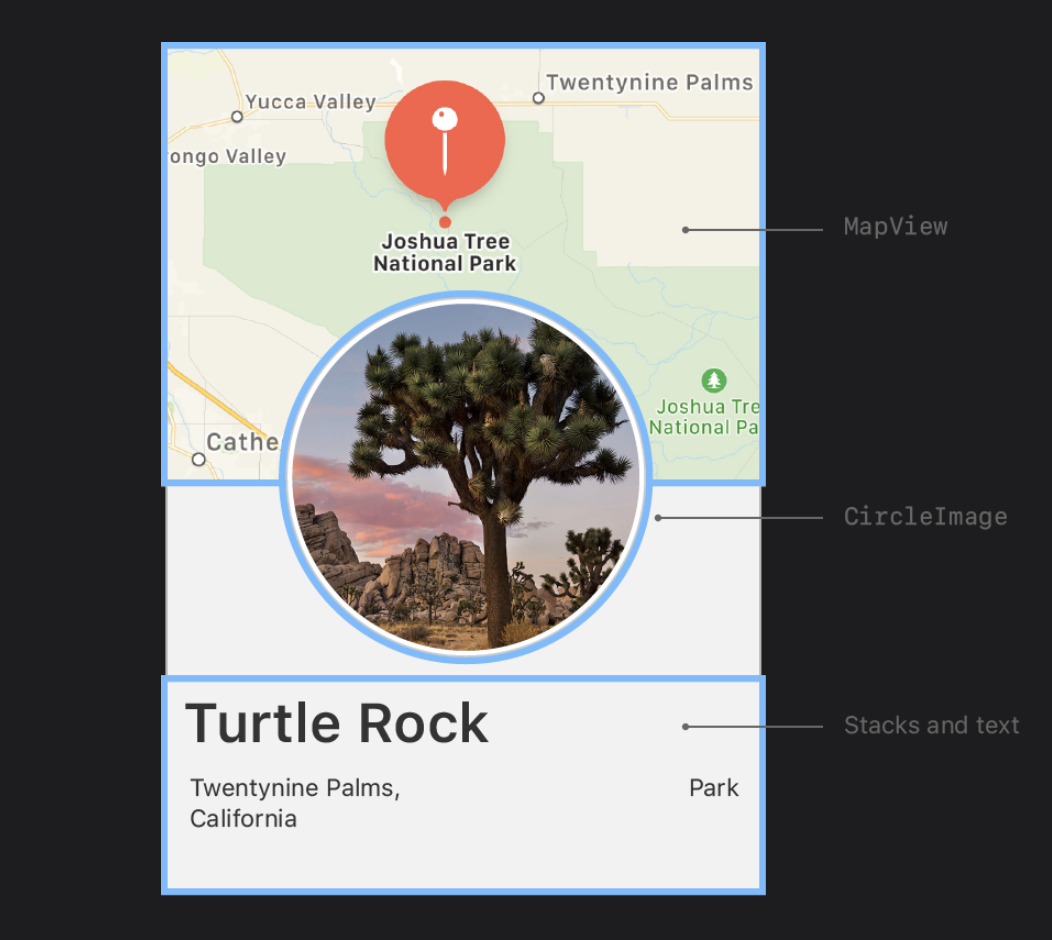 Twentynine Palms
Yucca Valley
ongo Valley
Joshua Tree
National Park
MapView
Joshua Tre
National Pa
Cathe
CircleImage
Turtle Rock
Stacks and text
Twentynine Palms,
California
Park